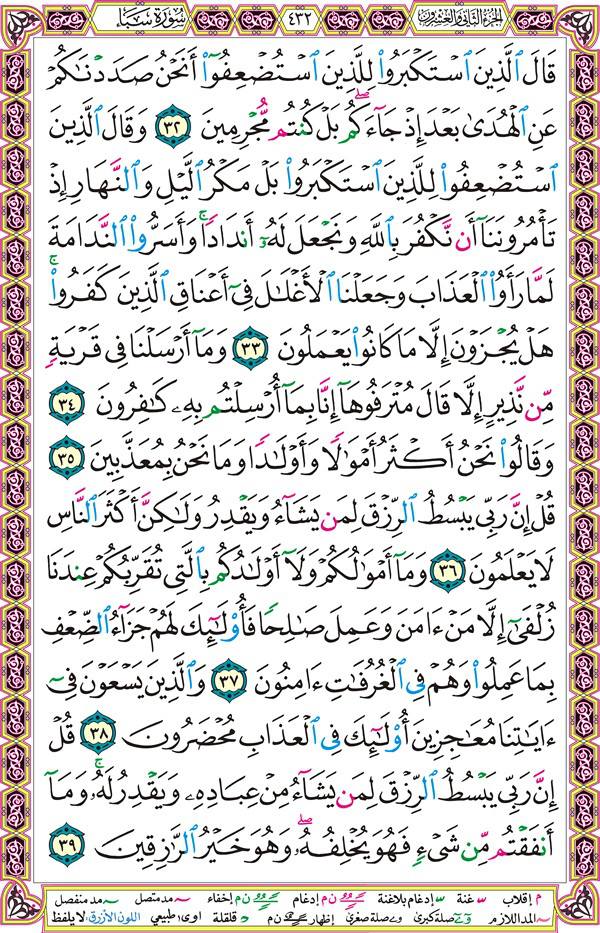 الجزء الثاني والعشرون ٤٣٢ سورة سبأ
قَالَ ٱلَّذِينَ ٱسْتَكْبَرُوا۟ لِلَّذِينَ ٱسْتُضْعِفُوٓا۟ أَنَحْنُ صَدَدْنَـٰكُمْ
عَنِ ٱلْهُدَىٰ بَعْدَ إِذْ جَآءَكُم ۖ بَلْ كُنتُم مُّجْرِمِينَ ٣٢ وَقَالَ ٱلَّذِينَ
ٱسْتُضْعِفُوا۟ لِلَّذِينَ ٱسْتَكْبَرُوا۟ بَلْ مَكْرُ ٱلَّيْلِ وَٱلنَّهَارِ إِذْ
تَأْمُرُونَنَآ أَن نَّكْفُرَ بِٱللَّهِ وَنَجْعَلَ لَهُۥٓ أَندَادًا ۚ وَأَسَرُّوا۟ ٱلنَّدَامَةَ
لَمَّا رَأَوُا۟ ٱلْعَذَابَ وَجَعَلْنَا ٱلْأَغْلَـٰلَ فِىٓ أَعْنَاقِ ٱلَّذِينَ كَفَرُوا۟ ۚ
هَلْ يُجْزَوْنَ إِلَّا مَا كَانُوا۟ يَعْمَلُونَ ٣٣ وَمَآ أَرْسَلْنَا فِى قَرْيَةٍ
مِّن نَّذِيرٍ إِلَّا قَالَ مُتْرَفُوهَآ إِنَّا بِمَآ أُرْسِلْتُم بِهِۦ كَـٰفِرُونَ ٣٤
وَقَالُوا۟ نَحْنُ أَكْثَرُ أَمْوَٰلًا وَأَوْلَـٰدًا وَمَا نَحْنُ بِمُعَذَّبِينَ ٣٥
قُلْ إِنَّ رَبِّى يَبْسُطُ ٱلرِّزْقَ لِمَن يَشَآءُ وَيَقْدِرُ وَلَـٰكِنَّ أَكْثَرَ ٱلنَّاسِ
لَا يَعْلَمُونَ ٣٦ وَمَآ أَمْوَٰلُكُمْ وَلَآ أَوْلَـٰدُكُم بِٱلَّتِى تُقَرِّبُكُمْ عِندَنَا
زُلْفَىٰٓ إِلَّا مَنْ ءَامَنَ وَعَمِلَ صَـٰلِحًا فَأُو۟لَـٰٓئِكَ لَهُمْ جَزَآءُ ٱلضِّعْفِ
بِمَا عَمِلُوا۟ وَهُمْ فِى ٱلْغُرُفَـٰتِ ءَامِنُونَ ٣٧ وَٱلَّذِينَ يَسْعَوْنَ فِىٓ
ءَايَـٰتِنَا مُعَـٰجِزِينَ أُو۟لَـٰٓئِكَ فِى ٱلْعَذَابِ مُحْضَرُونَ ٣٨ قُلْ
إِنَّ رَبِّى يَبْسُطُ ٱلرِّزْقَ لِمَن يَشَآءُ مِنْ عِبَادِهِۦ وَيَقْدِرُ لَهُۥ ۚ وَمَآ
أَنفَقْتُم مِّن شَىْءٍ فَهُوَ يُخْلِفُهُۥ ۖ وَهُوَ خَيْرُ ٱلرَّٰزِقِينَ ٣٩
م إقلاب غنة إدغام بلاغنة ن م إدغام ن م إخفاء مد متصل مد منفصل
المد اللازم صلة كبرى صلة صغرى إظهار ن م قلقلة اوى طبيعي اللون الأزرق لا يلفظ